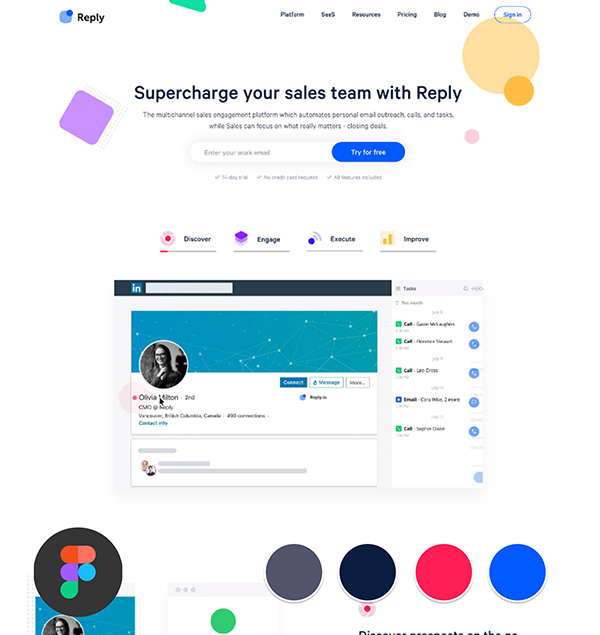 Reply
Platform SaaS Resources Pricing Blog Demo Sign in
Supercharge your sales team with Reply
The multichannel sales engagement platform which automates personal email outreach, calls, and tasks,
while Sales can focus on what really matters - closing deals.
Enter your work email Try for free
14-day trial No credit card required All features included
Discover Engage Execute Improve
in
Tasks
This month
July 8
Call - Gavin McLaughlin
Call - Florence Stewart
July 9
Call - Leo Cross
Email - Cara Wise, 2 more
Call - Sophie Dixon
Connect Message More...
Olivia Milton · 2nd
Reply.io
CMO @ Reply
Vancouver, British Columbia, Canada · 490 connections ·
Contact info
Discover prospects on the go